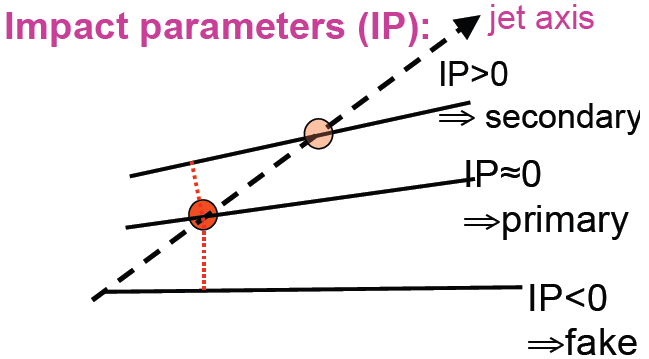 Impact parameters (IP):
jet axis
IP>0
⇒ secondary
IP≈0
⇒primary
IP<0
⇒fake